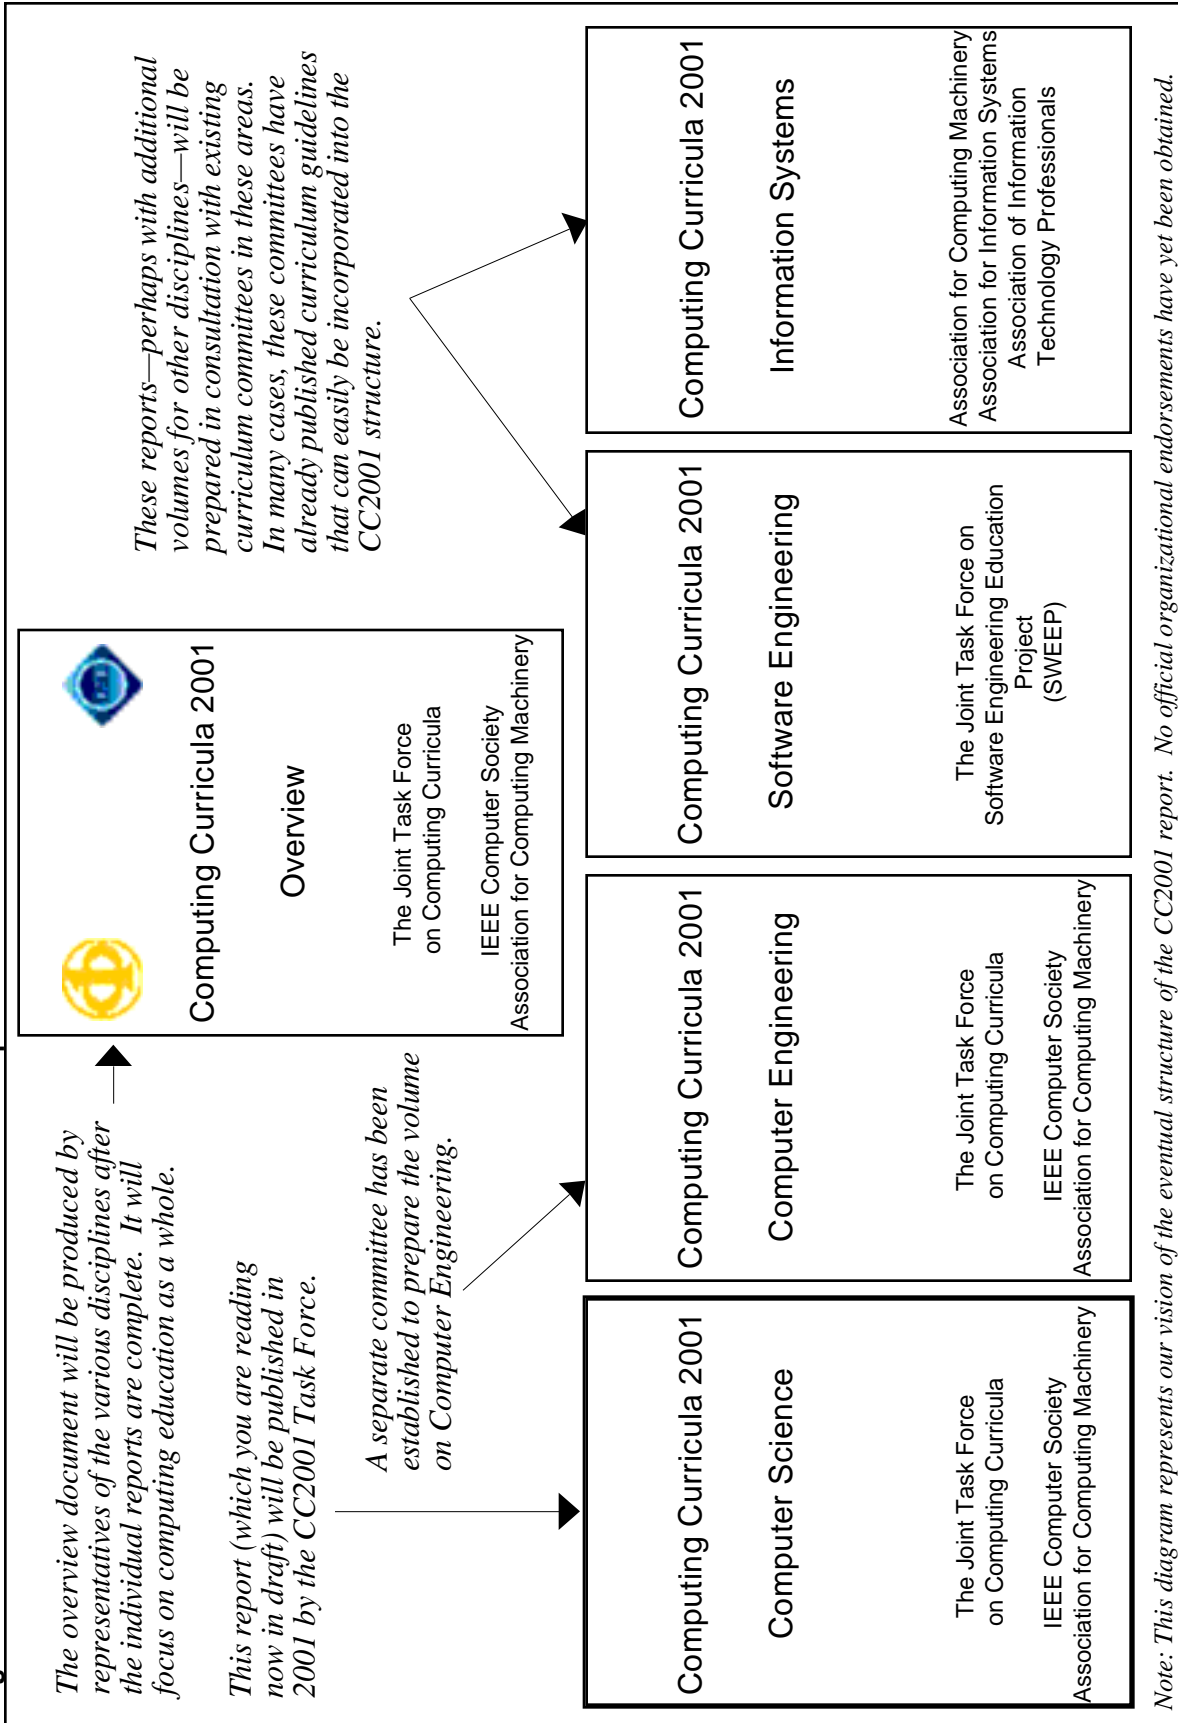 The overview document will be produced by
representatives of the various disciplines after
the individual reports are complete.  It will
focus on computing education as a whole.
This report (which you are reading
now in draft) will be published in
2001 by the CC2001 Task Force.
A separate committee has been
established to prepare the volume
on Computer Engineering.
Computing Curricula 2001
Overview
The Joint Task Force
on Computing Curricula
IEEE Computer Society
Association for Computing Machinery
These reports—perhaps with additional
volumes for other disciplines—will be
prepared in consultation with existing
curriculum committees in these areas.
In many cases, these committees have
already published curriculum guidelines
that can easily be incorporated into the
CC2001 structure.
Computing Curricula 2001
Computer Science
The Joint Task Force
on Computing Curricula
IEEE Computer Society
Association for Computing Machinery
Computing Curricula 2001
Computer Engineering
The Joint Task Force
on Computing Curricula
IEEE Computer Society
Association for Computing Machinery
Computing Curricula 2001
Software Engineering
The Joint Task Force on
Software Engineering Education
Project
(SWEEP)
Computing Curricula 2001
Information Systems
Association for Computing Machinery
Association for Information Systems
Association of Information
Technology Professionals
Note: This diagram represents our vision of the eventual structure of the CC2001 report.  No official organizational endorsements have yet been obtained.